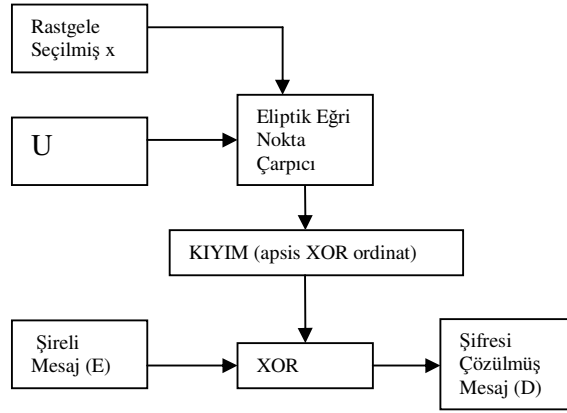 Rastgele
Seçilmiş x
U
Eliptik Eğri
Nokta
Çarpıcı
KIYIM (apsis XOR ordinat)
Şireli
Mesaj (E)
XOR
Şifresi
Çözülmüş
Mesaj (D)